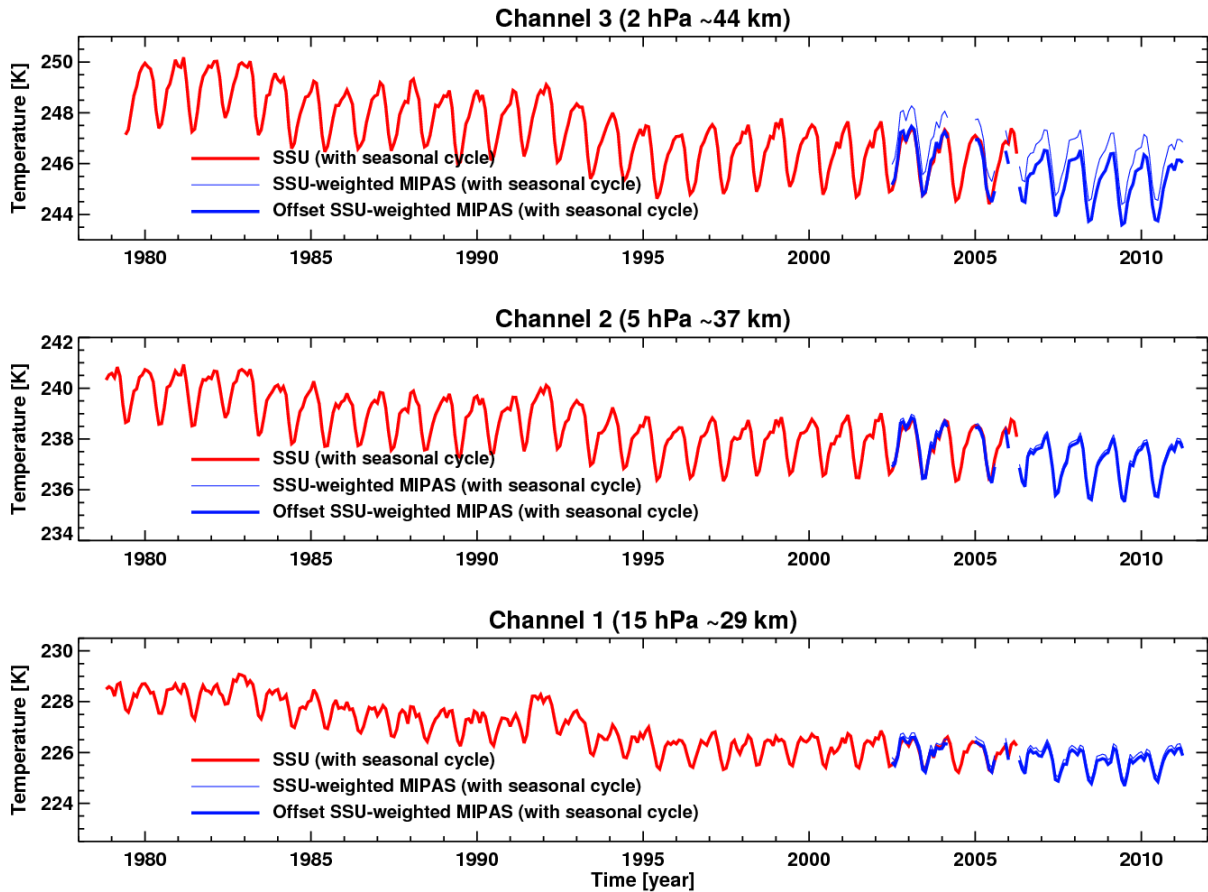 Channel 3 (2 hPa ~44 km)
Temperature [K]
250
248
246
244
SSU (with seasonal cycle)
SSU-weighted MIPAS (with seasonal cycle)
Offset SSU-weighted MIPAS (with seasonal cycle)
1980 1985 1990 1995 2000 2005 2010
Channel 2 (5 hPa ~37 km)
Temperature [K]
242
240
238
236
234
SSU (with seasonal cycle)
SSU-weighted MIPAS (with seasonal cycle)
Offset SSU-weighted MIPAS (with seasonal cycle)
1980 1985 1990 1995 2000 2005 2010
Channel 1 (15 hPa ~29 km)
Temperature [K]
230
228
226
224
SSU (with seasonal cycle)
SSU-weighted MIPAS (with seasonal cycle)
Offset SSU-weighted MIPAS (with seasonal cycle)
1980 1985 1990 1995 2000 2005 2010
Time [year]